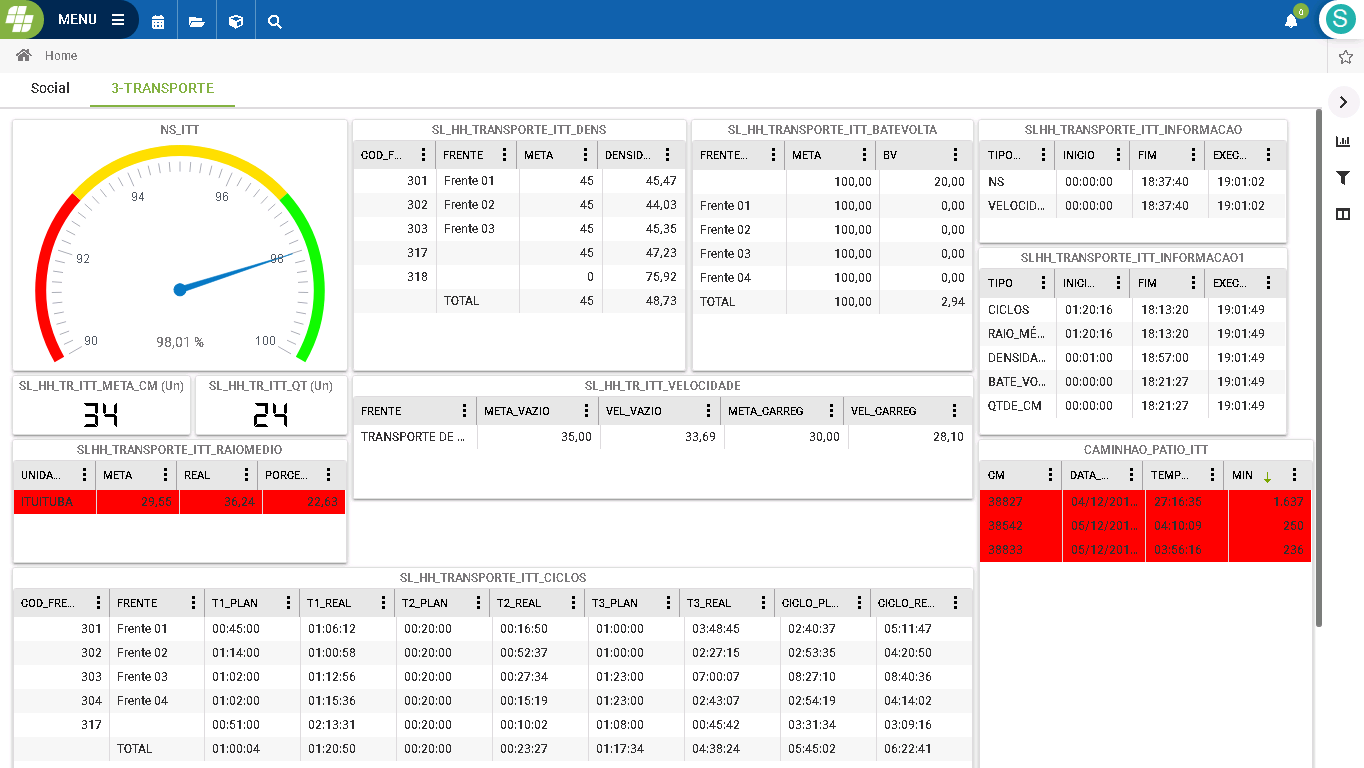 MENU
0
S
Home
Social 3-TRANSPORTE
NS_ITT
94 96
92 98
90 100
98,01 %
SL_HH_TRANSPORTE_ITT_DENS
COD_F... FRENTE META DENSID...
301 Frente 01 45 45,47
302 Frente 02 45 44,03
303 Frente 03 45 45,35
317 45 47,23
318 0 75,92
TOTAL 45 48,73
SL_HH_TRANSPORTE_ITT_BATEVOLTA
FRENTE... META BV
100,00 20,00
Frente 01 100,00 0,00
Frente 02 100,00 0,00
Frente 03 100,00 0,00
Frente 04 100,00 0,00
TOTAL 100,00 2,94
SLHH_TRANSPORTE_ITT_INFORMACAO
TIPO... INICIO FIM EXEC...
NS 00:00:00 18:37:40 19:01:02
VELOCID... 00:00:00 18:37:40 19:01:02
SLHH_TRANSPORTE_ITT_INFORMACAO1
TIPO INICI... FIM EXEC...
CICLOS 01:20:16 18:13:20 19:01:49
RAIO_MÉ... 01:20:16 18:13:20 19:01:49
DENSIDA... 00:01:00 18:57:00 19:01:49
BATE_VO... 00:00:00 18:21:27 19:01:49
QTDE_CM 00:00:00 18:21:27 19:01:49
SL_HH_TR_ITT_META_CM (Un)
34
SL_HH_TR_ITT_QT (Un)
24
SL_HH_TR_ITT_VELOCIDADE
FRENTE META_VAZIO VEL_VAZIO META_CARREG VEL_CARREG
TRANSPORTE DE ... 35,00 33,69 30,00 28,10
SLHH_TRANSPORTE_ITT_RAIOMEDIO
UNIDA... META REAL PORCE...
ITUITUBA 29,55 36,24 22,63
CAMINHAO_PATIO_ITT
CM DATA_... TEMP... MIN
38827 04/12/201... 27:16:35 1.637
38542 05/12/201... 04:10:09 250
38833 05/12/201... 03:56:16 236
SL_HH_TRANSPORTE_ITT_CICLOS
COD_FRE... FRENTE T1_PLAN T1_REAL T2_PLAN T2_REAL T3_PLAN T3_REAL CICLO_PL... CICLO_RE...
301 Frente 01 00:45:00 01:06:12 00:20:00 00:16:50 01:00:00 03:48:45 02:40:37 05:11:47
302 Frente 02 01:14:00 01:00:58 00:20:00 00:52:37 01:00:00 02:27:15 02:53:35 04:20:50
303 Frente 03 01:02:00 01:12:56 00:20:00 00:27:34 01:23:00 07:00:07 08:27:10 08:40:36
304 Frente 04 01:02:00 01:15:36 00:20:00 00:15:19 01:23:00 02:43:07 02:54:19 04:14:02
317 00:51:00 02:13:31 00:20:00 00:10:02 01:08:00 00:45:42 03:31:34 03:09:16
TOTAL 01:00:04 01:20:50 00:20:00 00:23:27 01:17:34 04:38:24 05:45:02 06:22:41